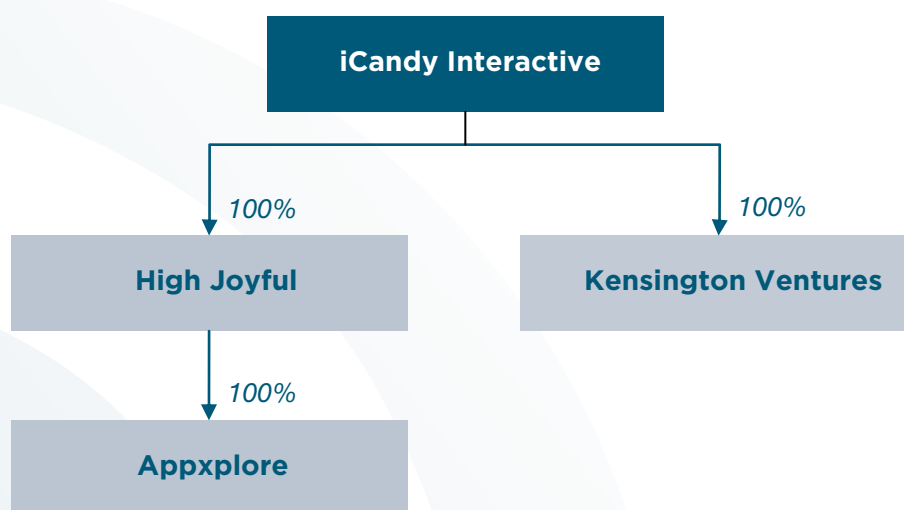 iCandy Interactive
100%
100%
High Joyful
Kensington Ventures
100%
Appxplore